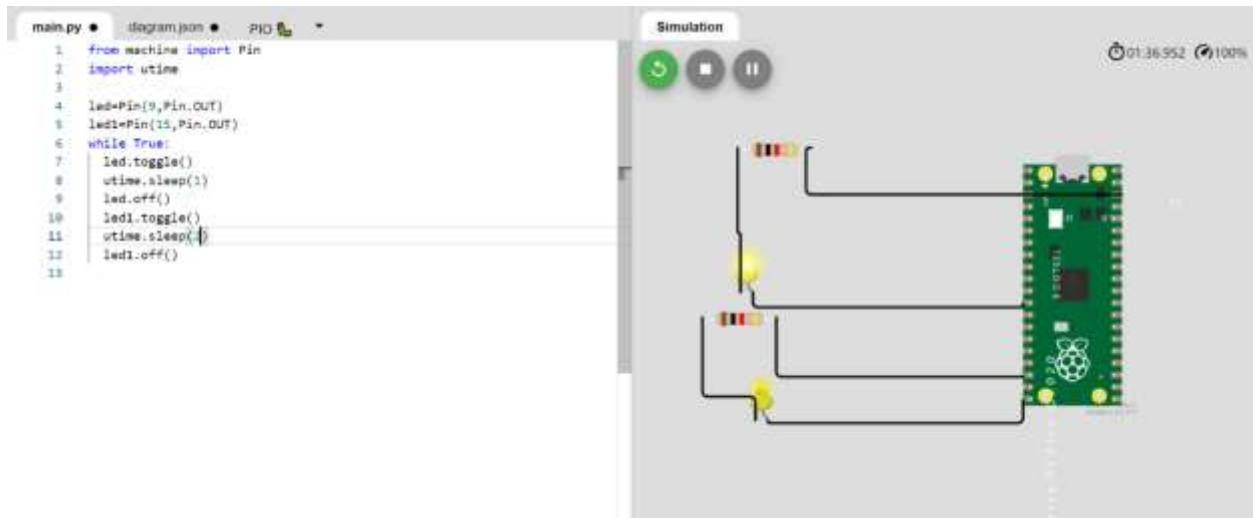 main.py ● diagram.json ● PIO
Simulation
01:36.952 100%
1 from machine import Pin
2 import utime
3
4 led=Pin(9,Pin.OUT)
5 led1=Pin(15,Pin.OUT)
6 while True:
7 led.toggle()
8 utime.sleep(1)
9 led.off()
10 led1.toggle()
11 utime.sleep()
12 led1.off()
13